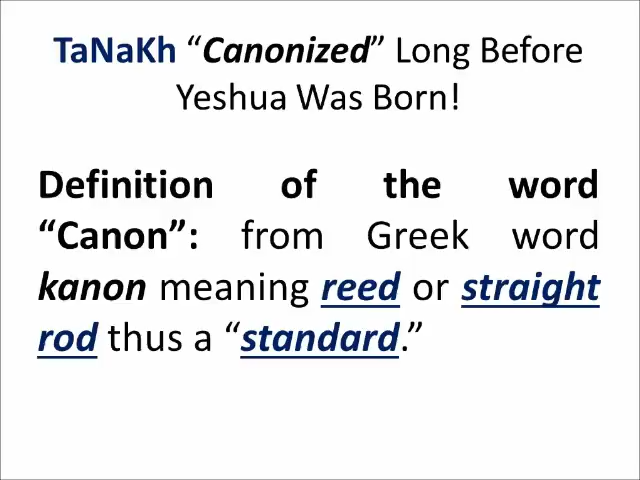 TaNaKh “Canonized” Long Before
Yeshua Was Born!
Definition of the word
“Canon”: from Greek word
kanon meaning reed or straight
rod thus a “standard.”